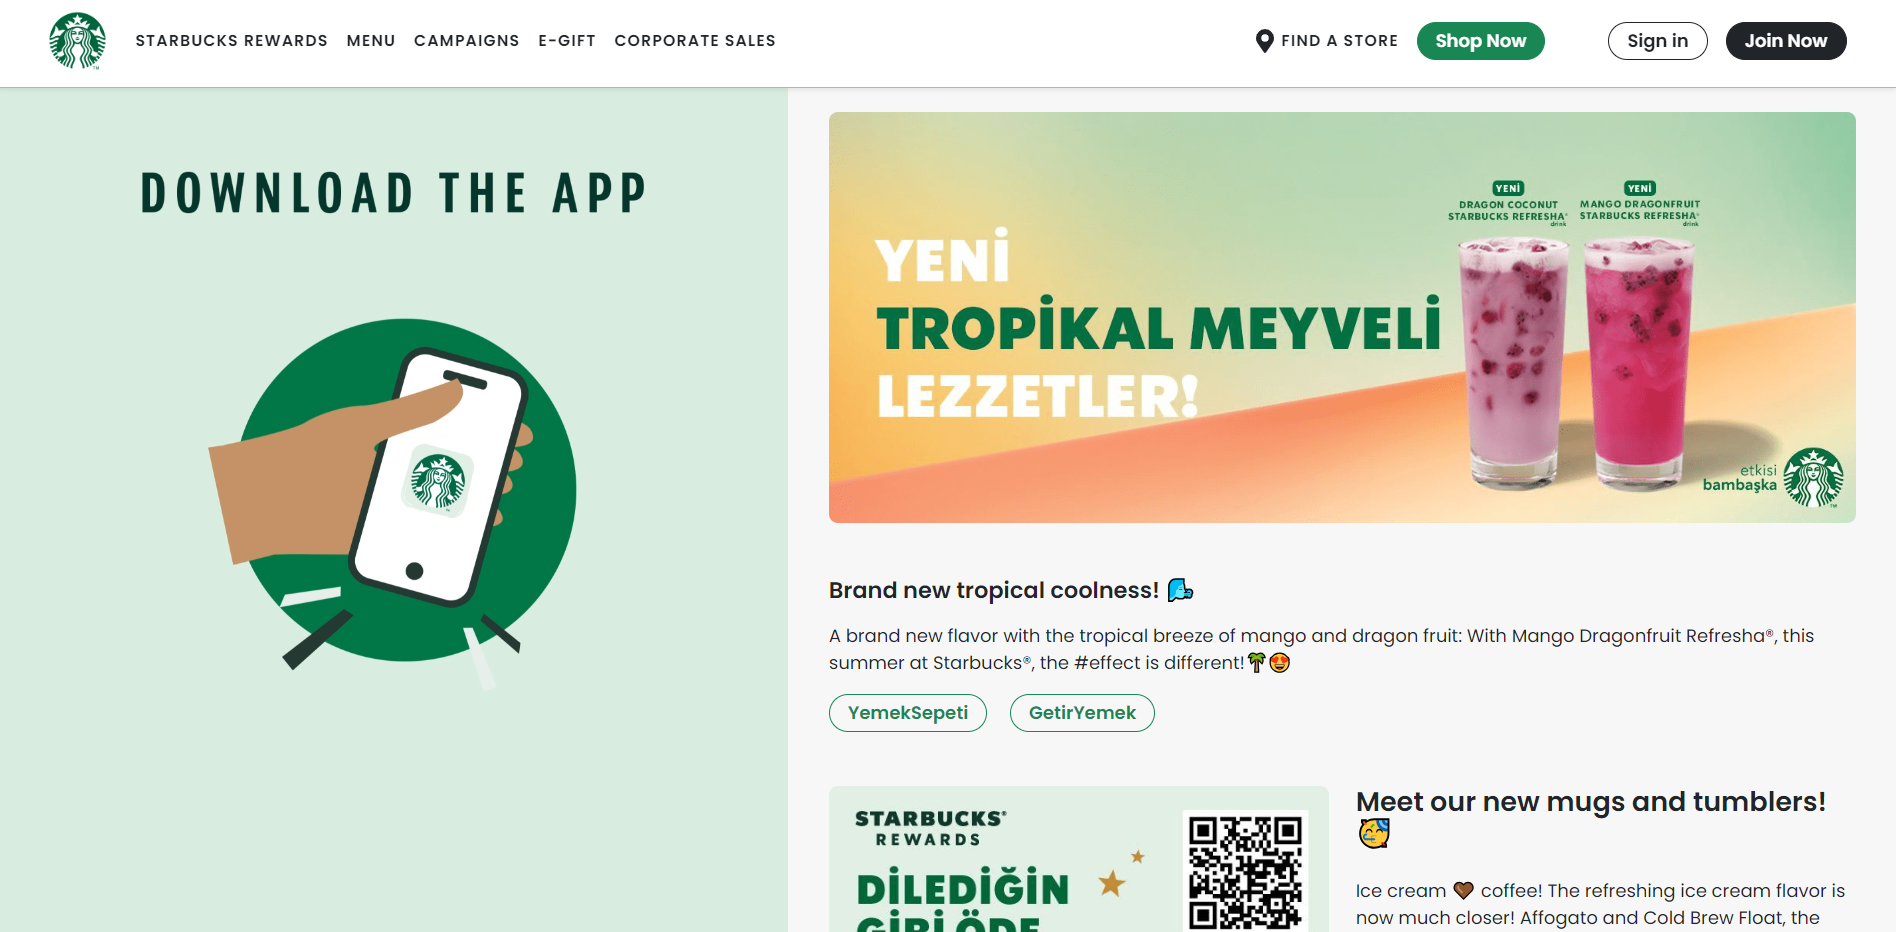 STARBUCKS REWARDS MENU CAMPAIGNS E-GIFT CORPORATE SALES FIND A STORE Shop Now Sign in Join Now
DOWNLOAD THE APP
YENİ
DRAGON COCONUT
STARBUCKS REFRESHA®
drink
YENİ
MANGO DRAGONFRUIT
STARBUCKS REFRESHA®
drink
YENİ
TROPİKAL MEYVELİ
LEZZETLER!
etkisi
bambaşka
TM
Brand new tropical coolness! 🥶
A brand new flavor with the tropical breeze of mango and dragon fruit: With Mango Dragonfruit Refresha®, this
summer at Starbucks®, the #effect is different!🌴😍
YemekSepeti GetirYemek
STARBUCKS®
REWARDS
DİLEDİĞİN
GİBİ ÖDE
Meet our new mugs and tumblers!
🥳
Ice cream 🤎 coffee! The refreshing ice cream flavor is
now much closer! Affogato and Cold Brew Float, the